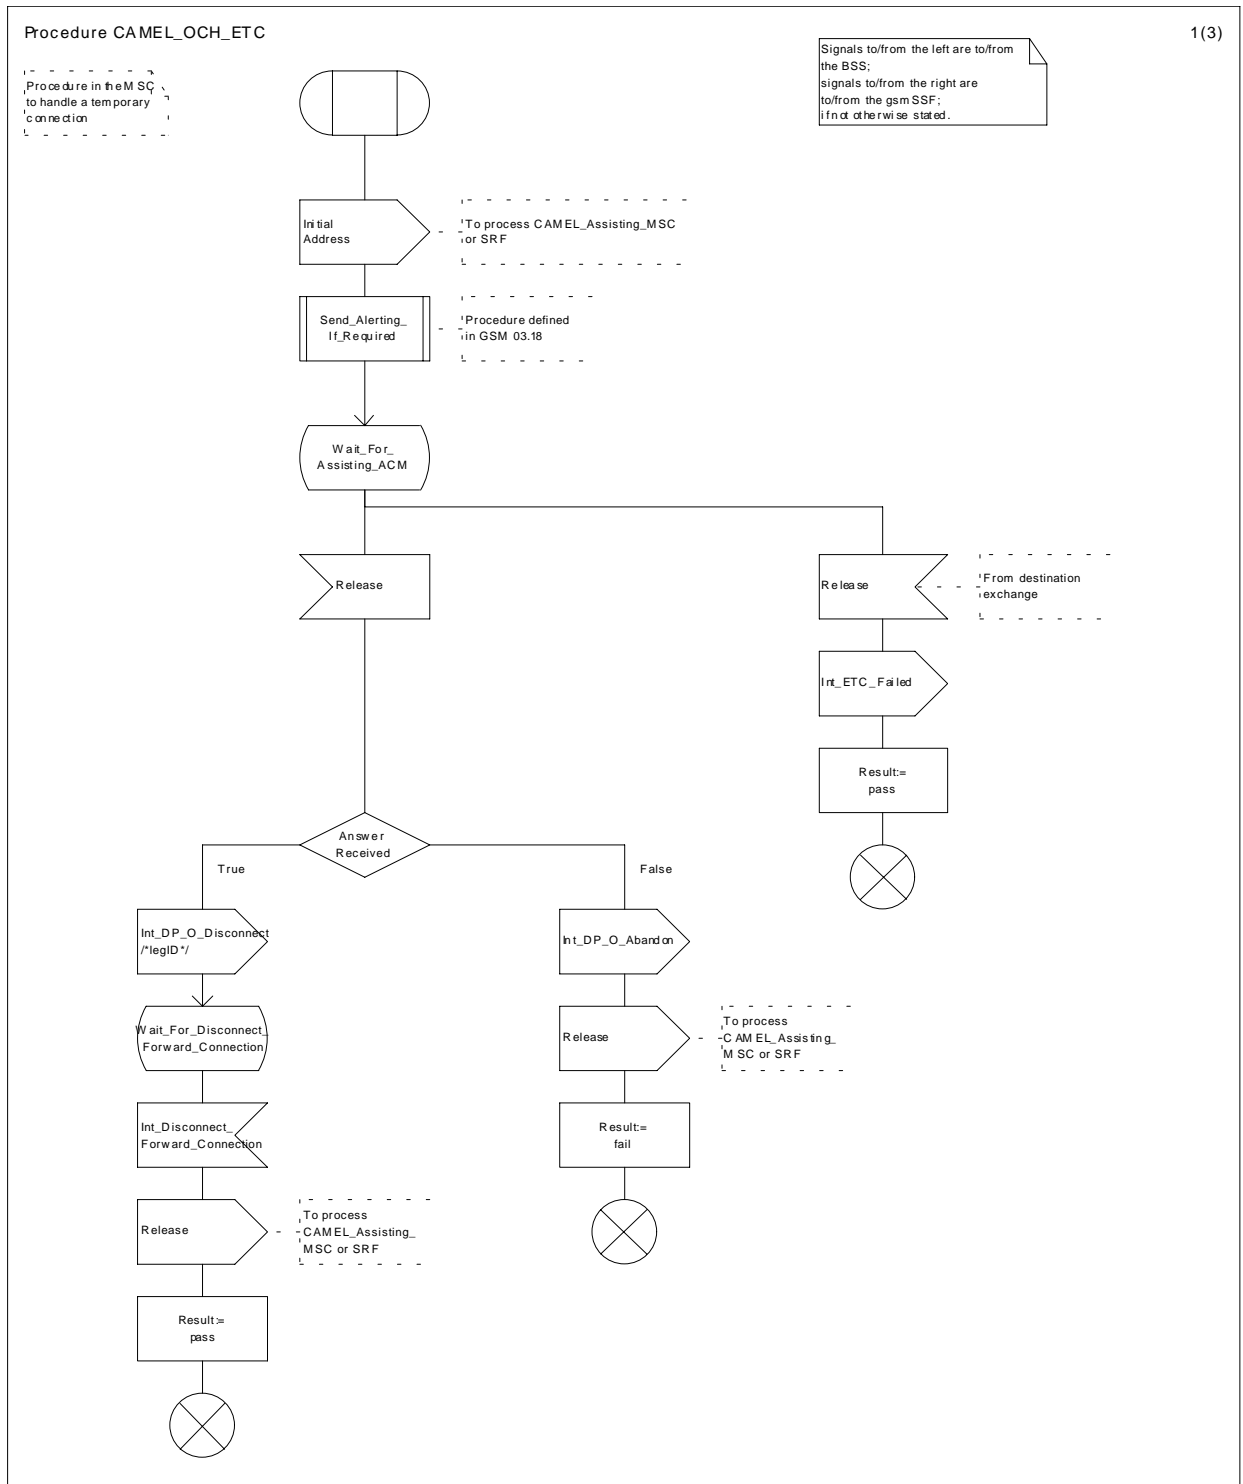 Procedure CAMEL_OCH_ETC
1(3)
Procedure in the MSC
to handle a temporary
connection
Signals to/from the left are to/from
the BSS;
signals to/from the right are
to/from the gsmSSF;
if not otherwise stated.
Initial
Address
To process CAMEL_Assisting_MSC
or SRF
Send_Alerting_
If_Required
Procedure defined
in GSM 03.18
Wait_For_
Assisting_ACM
Release
Release
From destination
exchange
Int_ETC_Failed
Result:=
pass
Answer
Received
True
False
Int_DP_O_Disconnect
/*legID*/
Int_DP_O_Abandon
Wait_For_Disconnect_
Forward_Connection
Release
To process
CAMEL_Assisting_
MSC or SRF
Int_Disconnect_
Forward_Connection
Result:=
fail
Release
To process
CAMEL_Assisting_
MSC or SRF
Result:=
pass